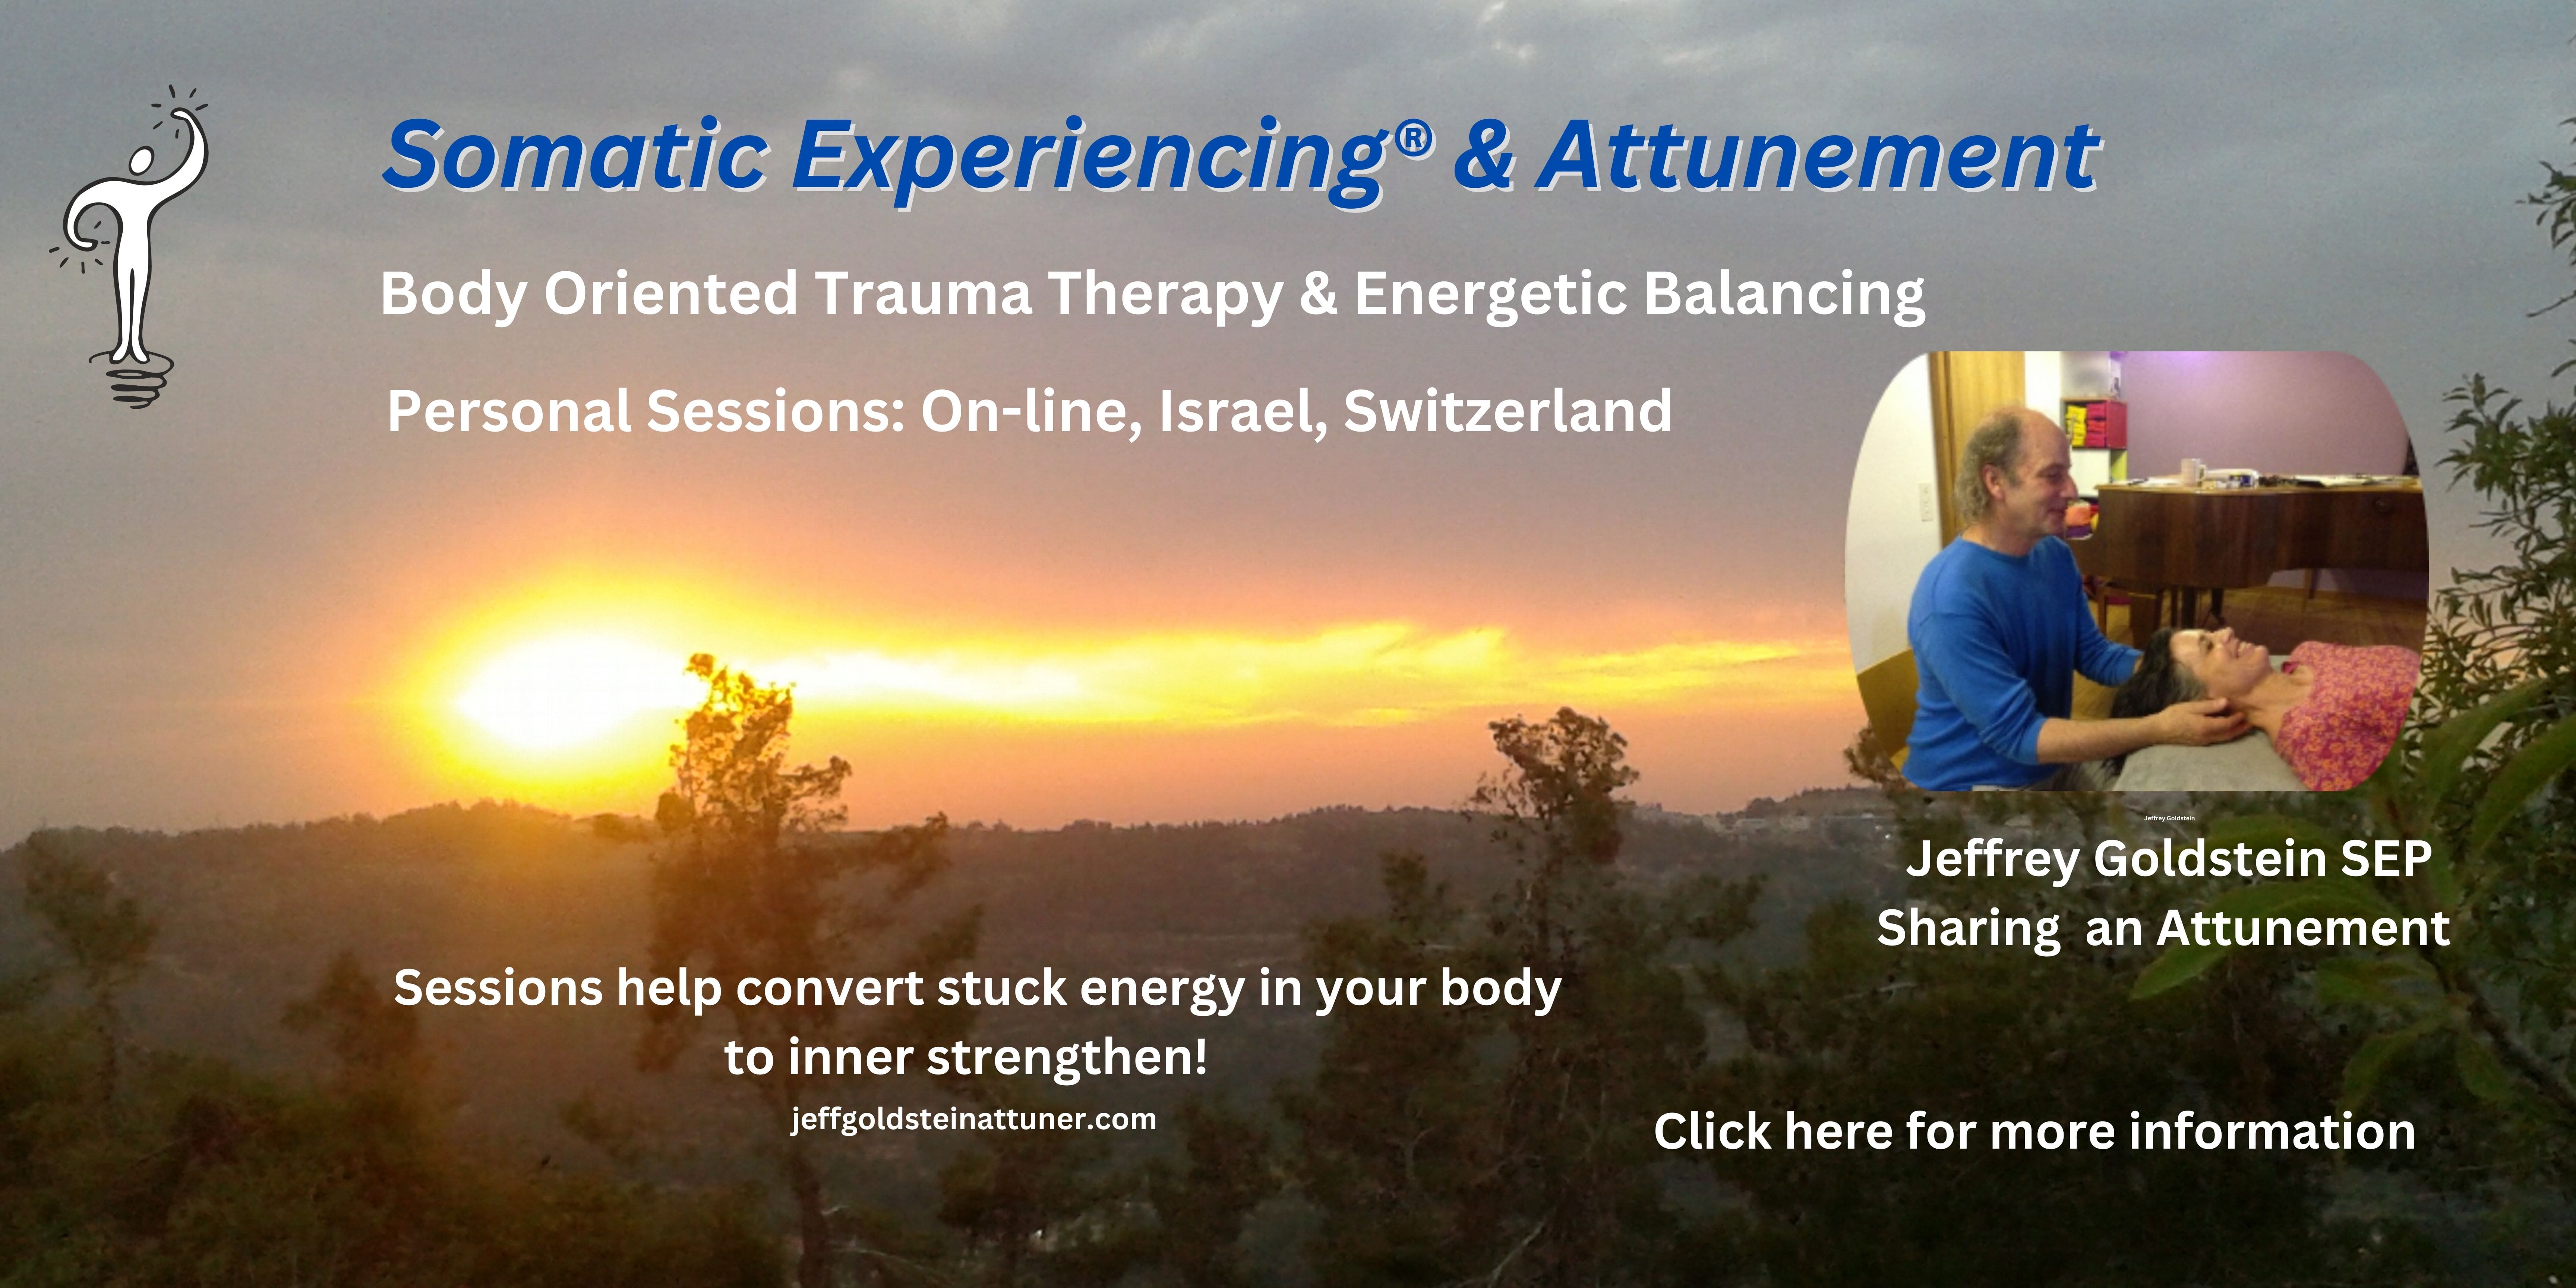 Somatic Experiencing® & Attunement
Body Oriented Trauma Therapy & Energetic Balancing
Personal Sessions: On-line, Israel, Switzerland
Jeffrey Goldstein
Jeffrey Goldstein SEP
Sharing an Attunement
Sessions help convert stuck energy in your body
to inner strengthen!
jeffgoldsteinattuner.com
Click here for more information